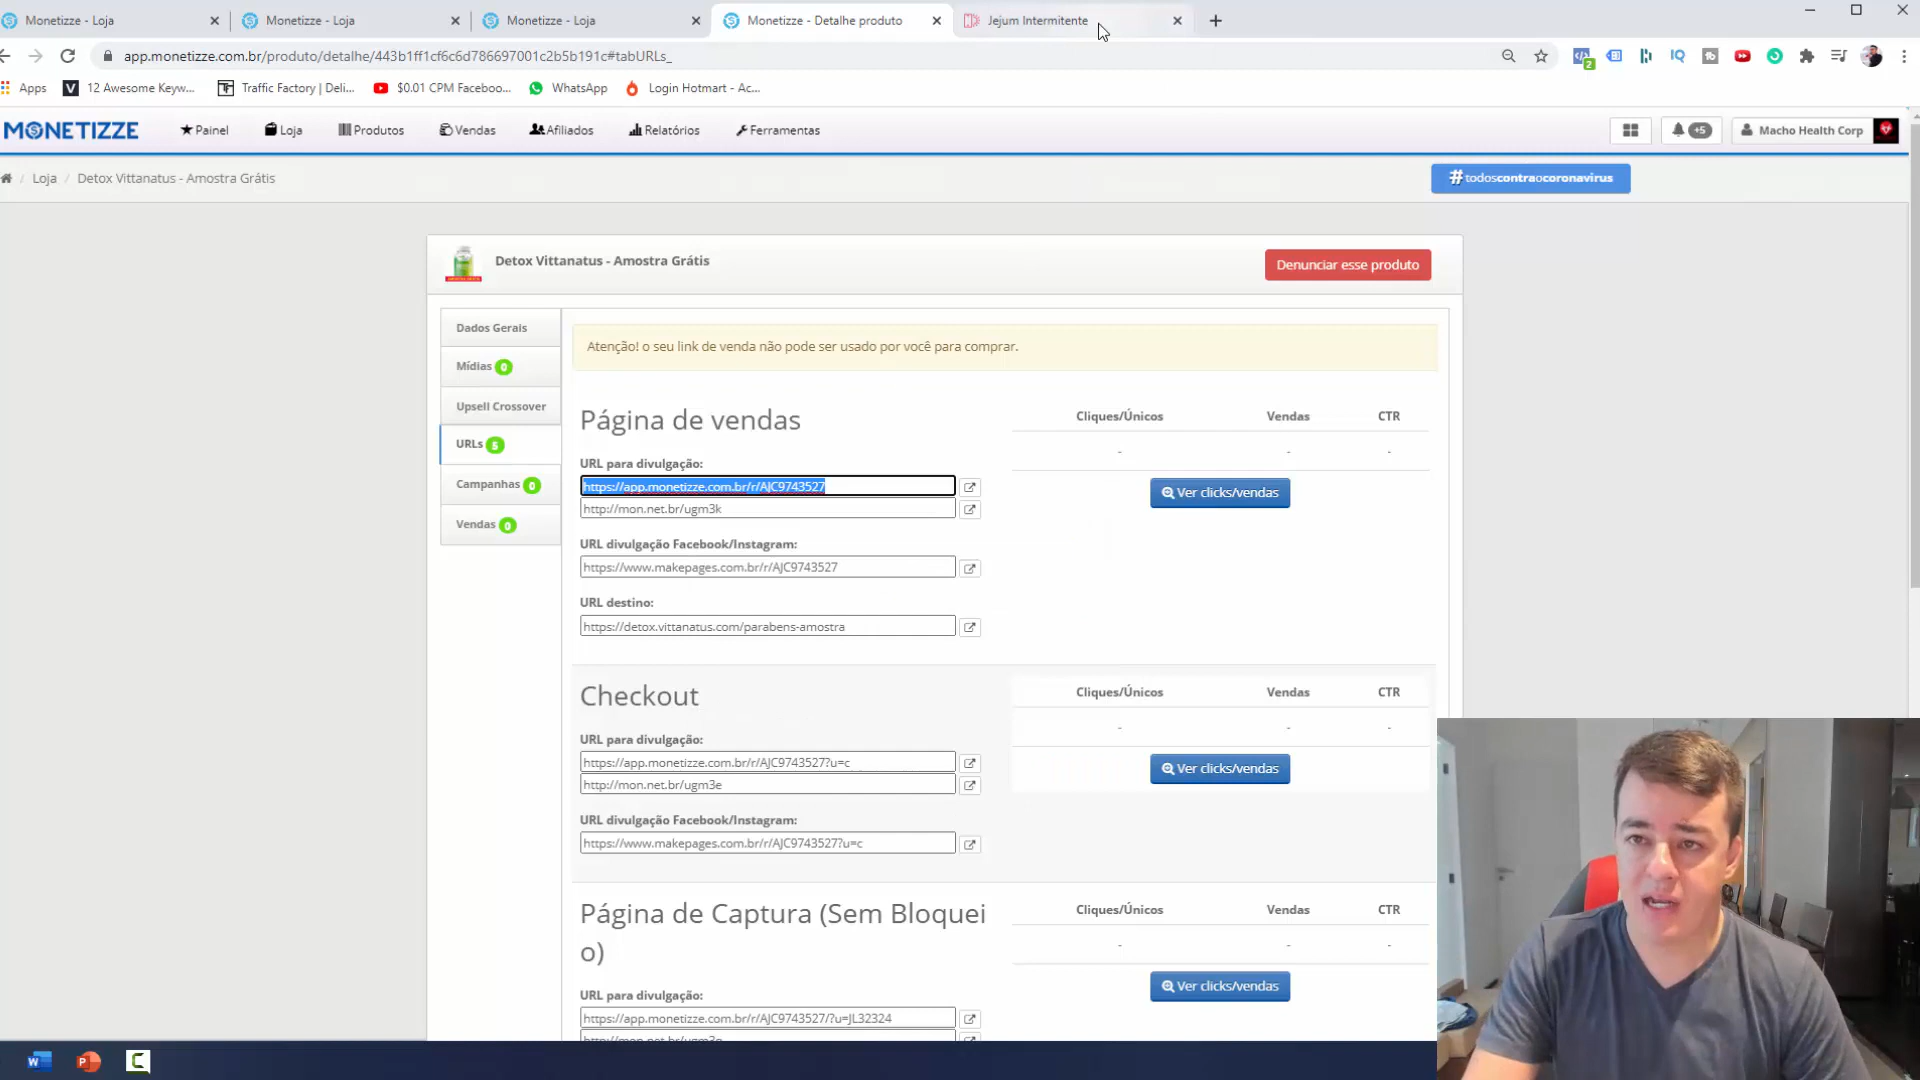 Monetizze - Loja
Monetizze - Loja
Monetizze - Loja
Monetizze - Detalhe produto
Jejum Intermitente
app.monetizze.com.br/produto/detalhe/443b1ff1cf6c6d786697001c2b5b191c#tabURLs_
2
IQ
Apps
12 Awesome Keyw...
Traffic Factory | Deli...
$0.01 CPM Faceboo...
WhatsApp
Login Hotmart - Ac...
MONETIZZE
Painel
Loja
Produtos
Vendas
Afiliados
Relatórios
Ferramentas
+5
Macho Health Corp
/ Loja / Detox Vittanatus - Amostra Grátis
#todoscontraocoronavirus
Detox Vittanatus - Amostra Grátis
Denunciar esse produto
Dados Gerais
Mídias 0
Upsell Crossover
URLs 5
Campanhas 0
Vendas 0
Atenção! o seu link de venda não pode ser usado por você para comprar.
Página de vendas
Cliques/Únicos Vendas CTR
- - -
Ver clicks/vendas
URL para divulgação:
https://app.monetizze.com.br/r/AJC9743527
http://mon.net.br/ugm3k
URL divulgação Facebook/Instagram:
https://www.makepages.com.br/r/AJC9743527
URL destino:
https://detox.vittanatus.com/parabens-amostra
Checkout
Cliques/Únicos Vendas CTR
- - -
Ver clicks/vendas
URL para divulgação:
https://app.monetizze.com.br/r/AJC9743527?u=c
http://mon.net.br/ugm3e
URL divulgação Facebook/Instagram:
https://www.makepages.com.br/r/AJC9743527?u=c
Página de Captura (Sem Bloquei
o)
Cliques/Únicos Vendas CTR
- - -
Ver clicks/vendas
URL para divulgação:
https://app.monetizze.com.br/r/AJC9743527/?u=JL32324